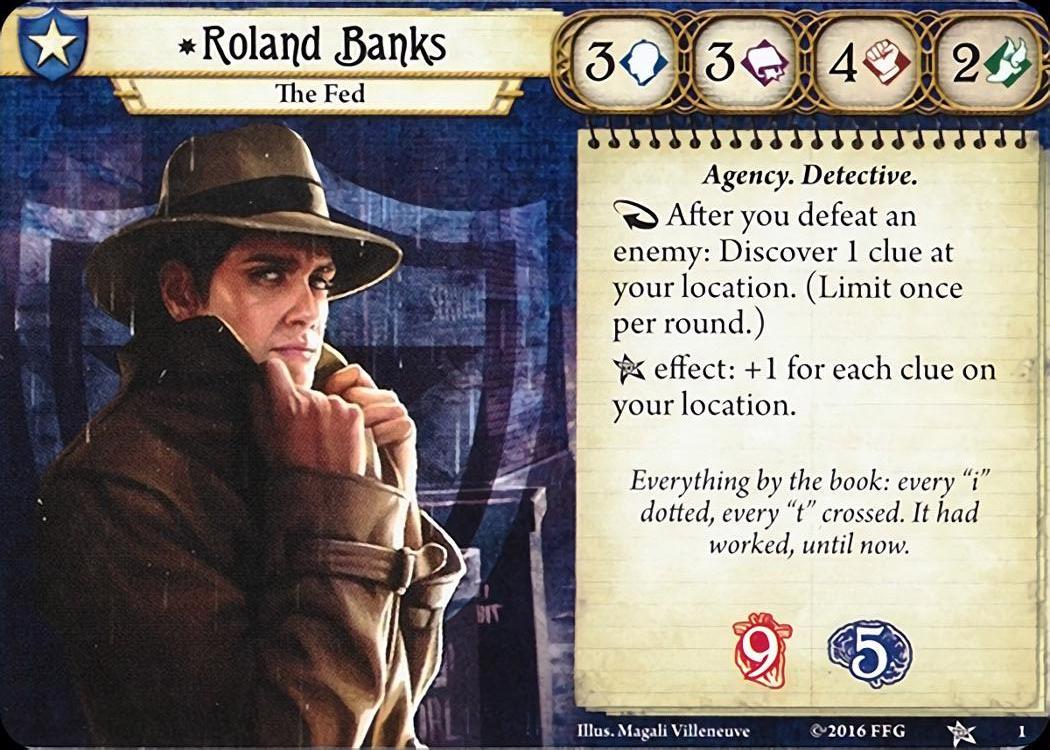 Roland Banks
The Fed
3 3 4 2
Agency. Detective.
After you defeat an
enemy: Discover 1 clue at
your location. (Limit once
per round.)
effect: +1 for each clue on
your location.
Everything by the book: every “i”
dotted, every “t” crossed. It had
worked, until now.
9 5
Illus. Magali Villeneuve ©2016 FFG 1